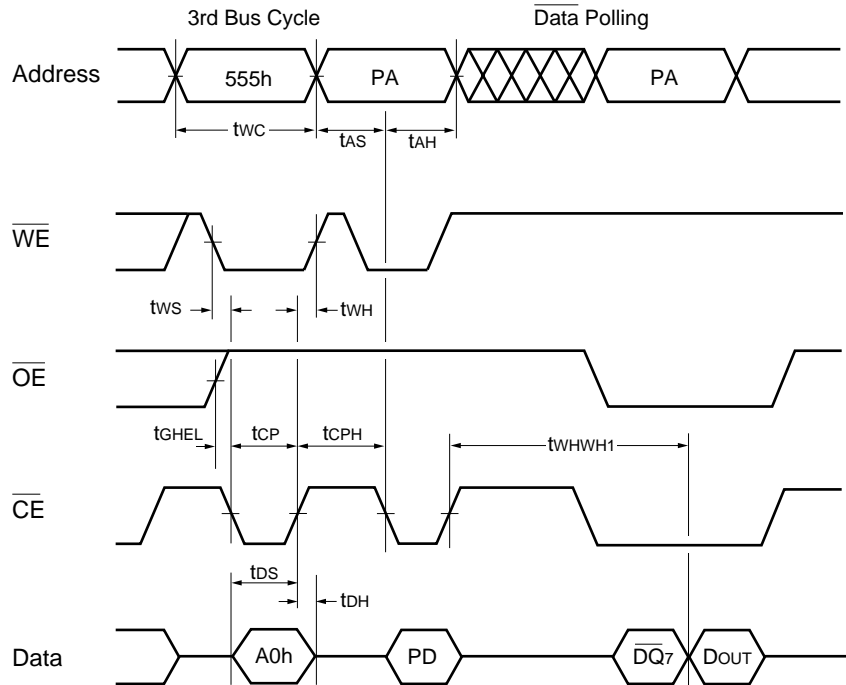 3rd Bus Cycle
Data Polling
Address
555h
PA
PA
tWC
tAS
tAH
WE
tWS
tWH
OE
tGHEL
tCP
tCPH
tWHWH1
CE
tDS
tDH
Data
A0h
PD
DQ7
DOUT